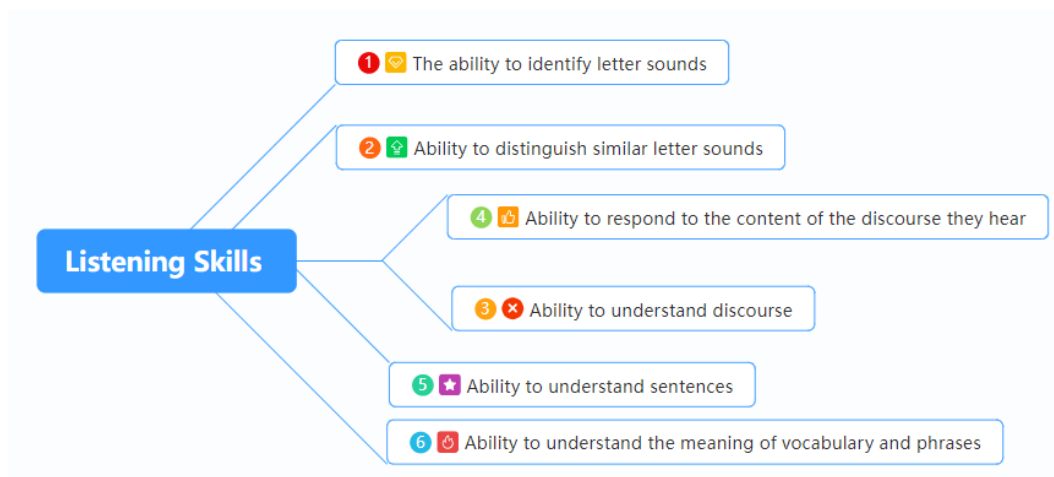 1 The ability to identify letter sounds
2 Ability to distinguish similar letter sounds
4 Ability to respond to the content of the discourse they hear
Listening Skills
3 Ability to understand discourse
5 Ability to understand sentences
6 Ability to understand the meaning of vocabulary and phrases